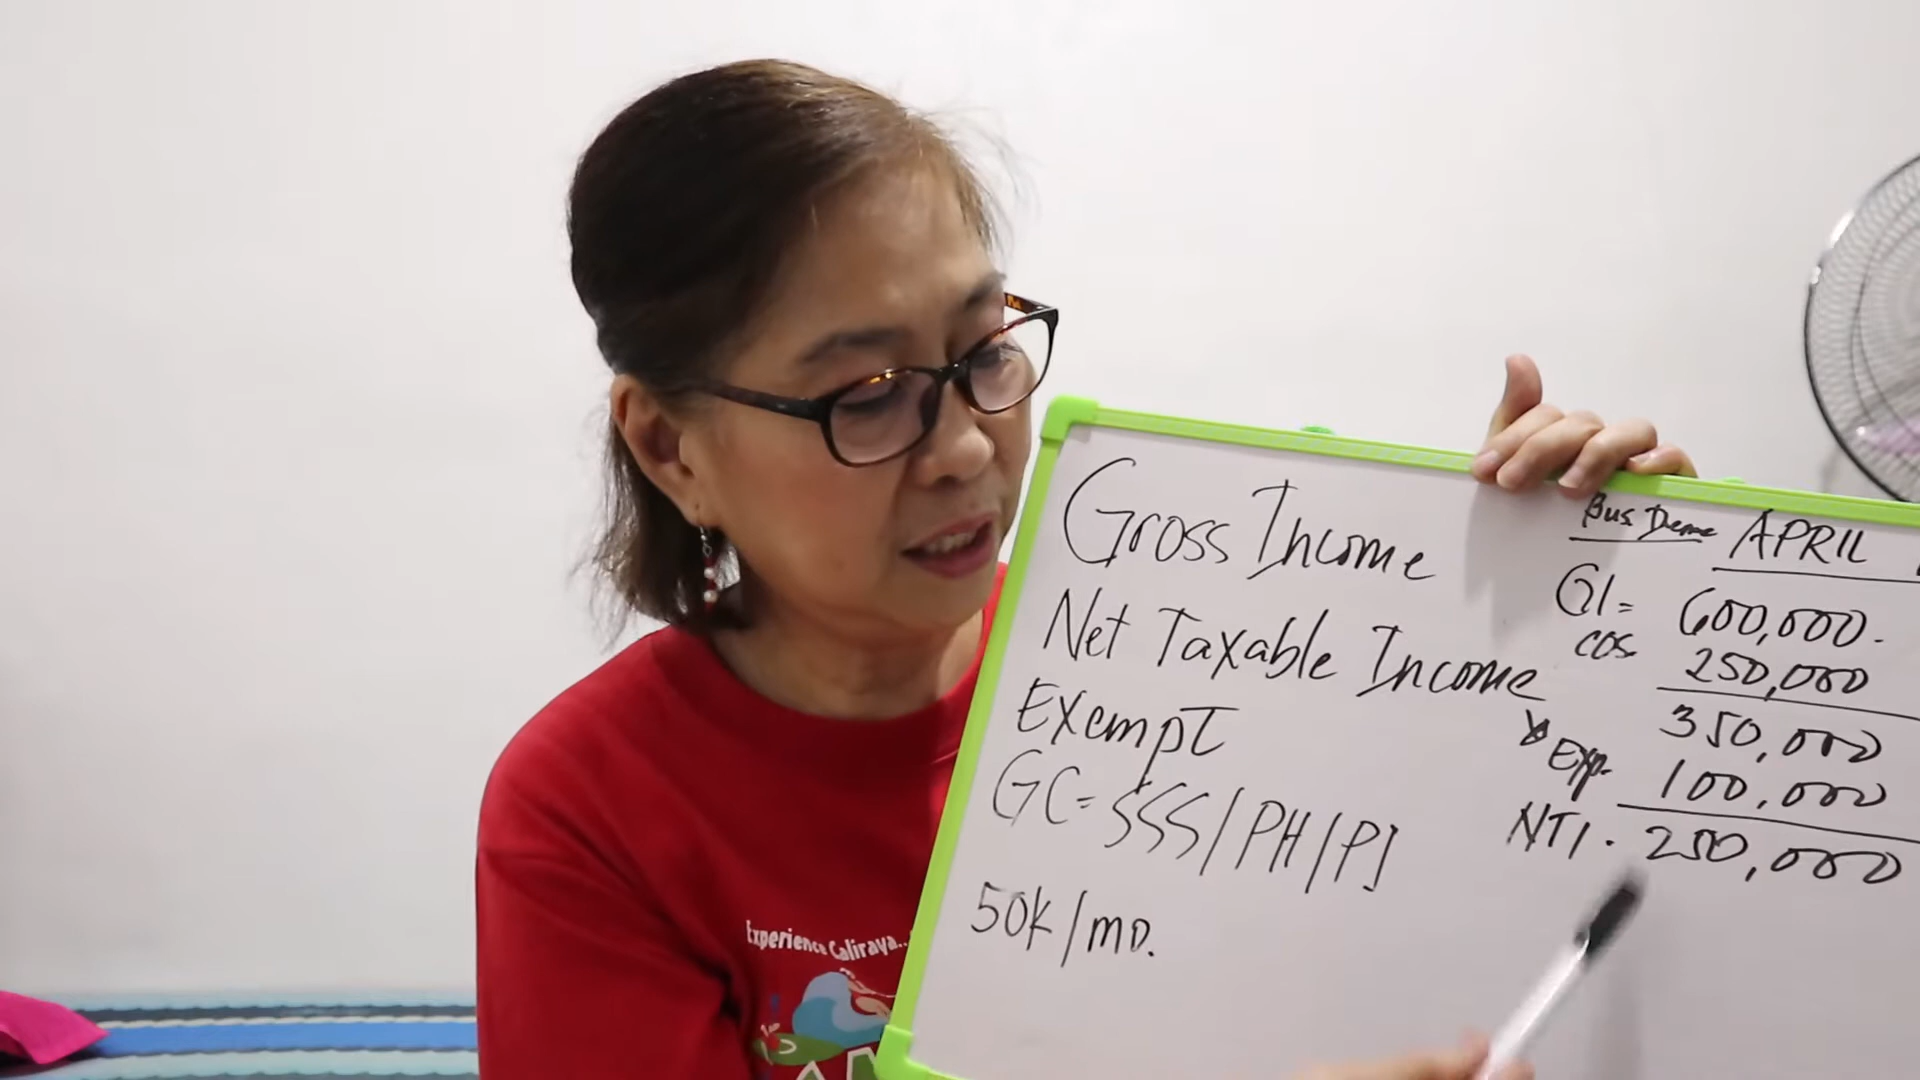 Gross Income
Net Taxable Income
Exempt
GC = SSS/PH/PI
50k/mo.
Bus
APRIL
GI = 600,000.
COS 250,000
350,000
Exp. 100,000
NTI. 250,000
Experience Caliraya..